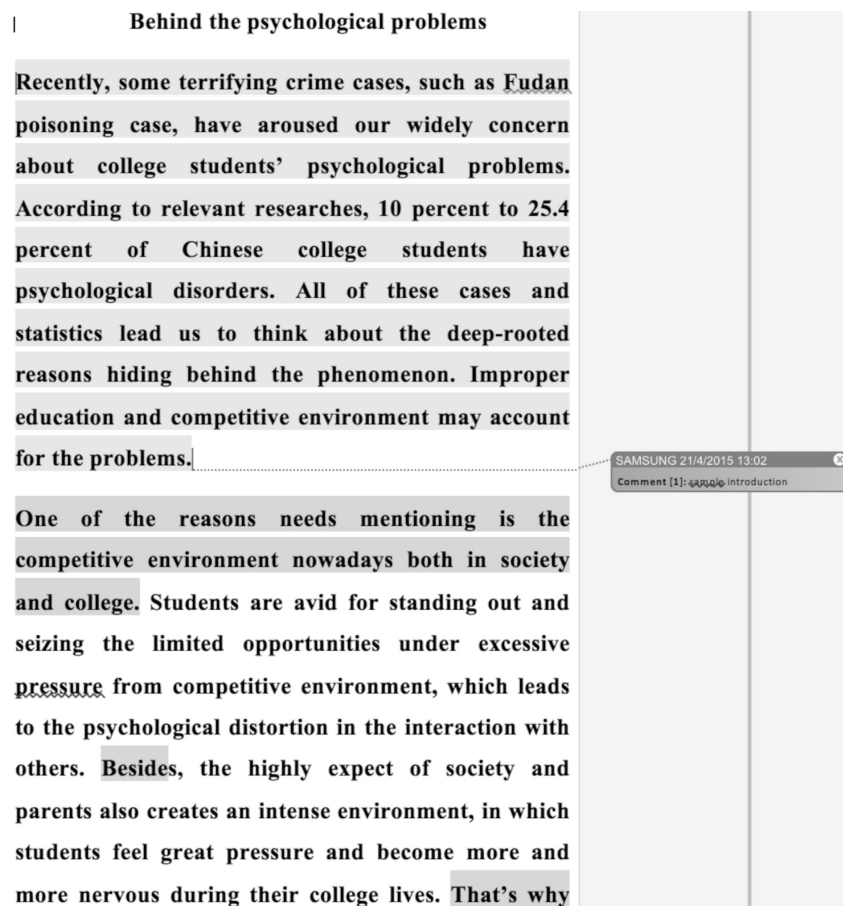 Behind the psychological problems
Recently, some terrifying crime cases, such as Fudan
poisoning case, have aroused our widely concern
about college students' psychological problems.
According to relevant researches, 10 percent to 25.4
percent of Chinese college students have
psychological disorders. All of these cases and
statistics lead us to think about the deep-rooted
reasons hiding behind the phenomenon. Improper
education and competitive environment may account
for the problems.
SAMSUNG 21/4/2015 13:02
Comment [1]: sample introduction
One of the reasons needs mentioning is the
competitive environment nowadays both in society
and college. Students are avid for standing out and
seizing the limited opportunities under excessive
pressure from competitive environment, which leads
to the psychological distortion in the interaction with
others. Besides, the highly expect of society and
parents also creates an intense environment, in which
students feel great pressure and become more and
more nervous during their college lives. That's why